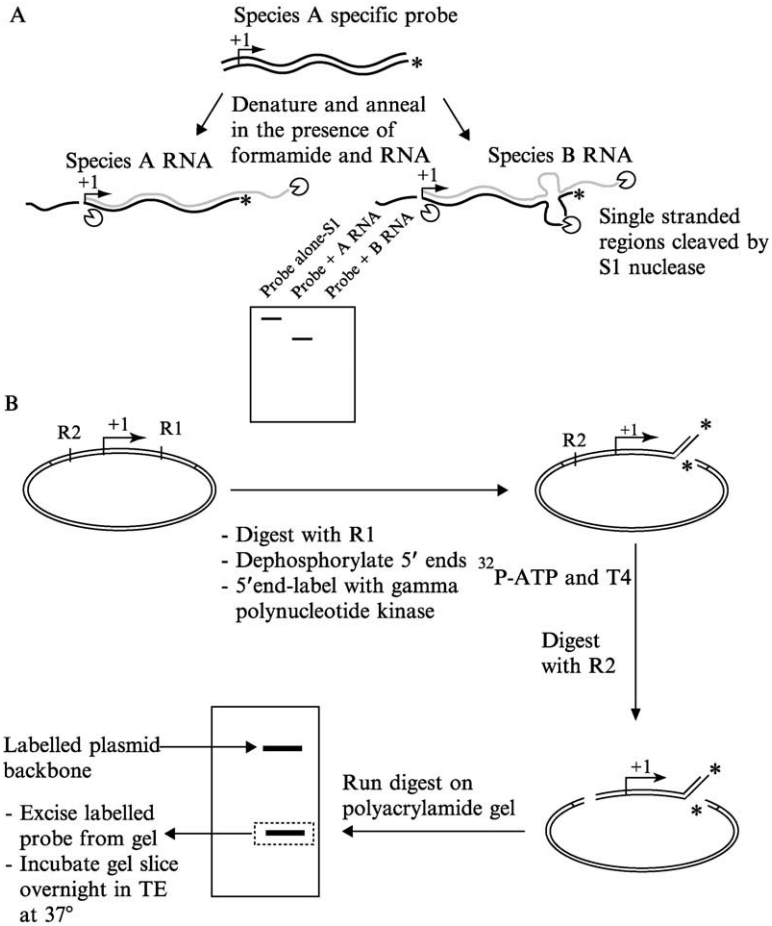 A
Species A specific probe
+1
*
Denature and anneal
in the presence of
formamide and RNA
Species A RNA
+1
*
Species B RNA
+1
*
Single stranded
regions cleaved by
S1 nuclease
Probe alone-S1
Probe + A RNA
Probe + B RNA
B
R2
+1
R1
R2
+1
*
*
- Digest with R1
- Dephosphorylate 5′ ends
- 5′end-label with gamma
polynucleotide kinase
32P-ATP and T4
Digest
with R2
Labelled plasmid
backbone
- Excise labelled
probe from gel
- Incubate gel slice
overnight in TE
at 37°
Run digest on
polyacrylamide gel
+1
*
*